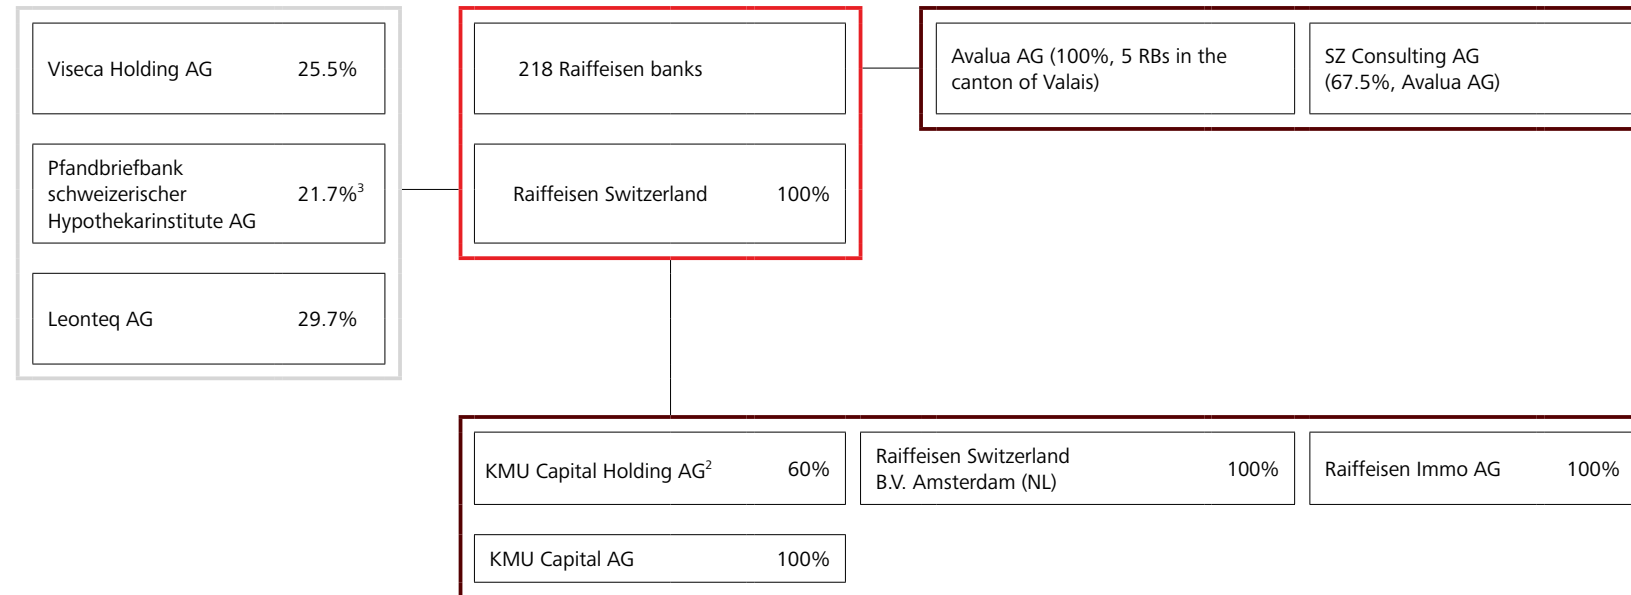 Viseca Holding AG 25.5%
Pfandbriefbank
schweizerischer 21.7%³
Hypothekarinstitute AG
Leonteq AG 29.7%
218 Raiffeisen banks
Raiffeisen Switzerland 100%
Avalua AG (100%, 5 RBs in the
canton of Valais)
SZ Consulting AG
(67.5%, Avalua AG)
KMU Capital Holding AG² 60%
Raiffeisen Switzerland
B.V. Amsterdam (NL) 100%
Raiffeisen Immo AG 100%
KMU Capital AG 100%